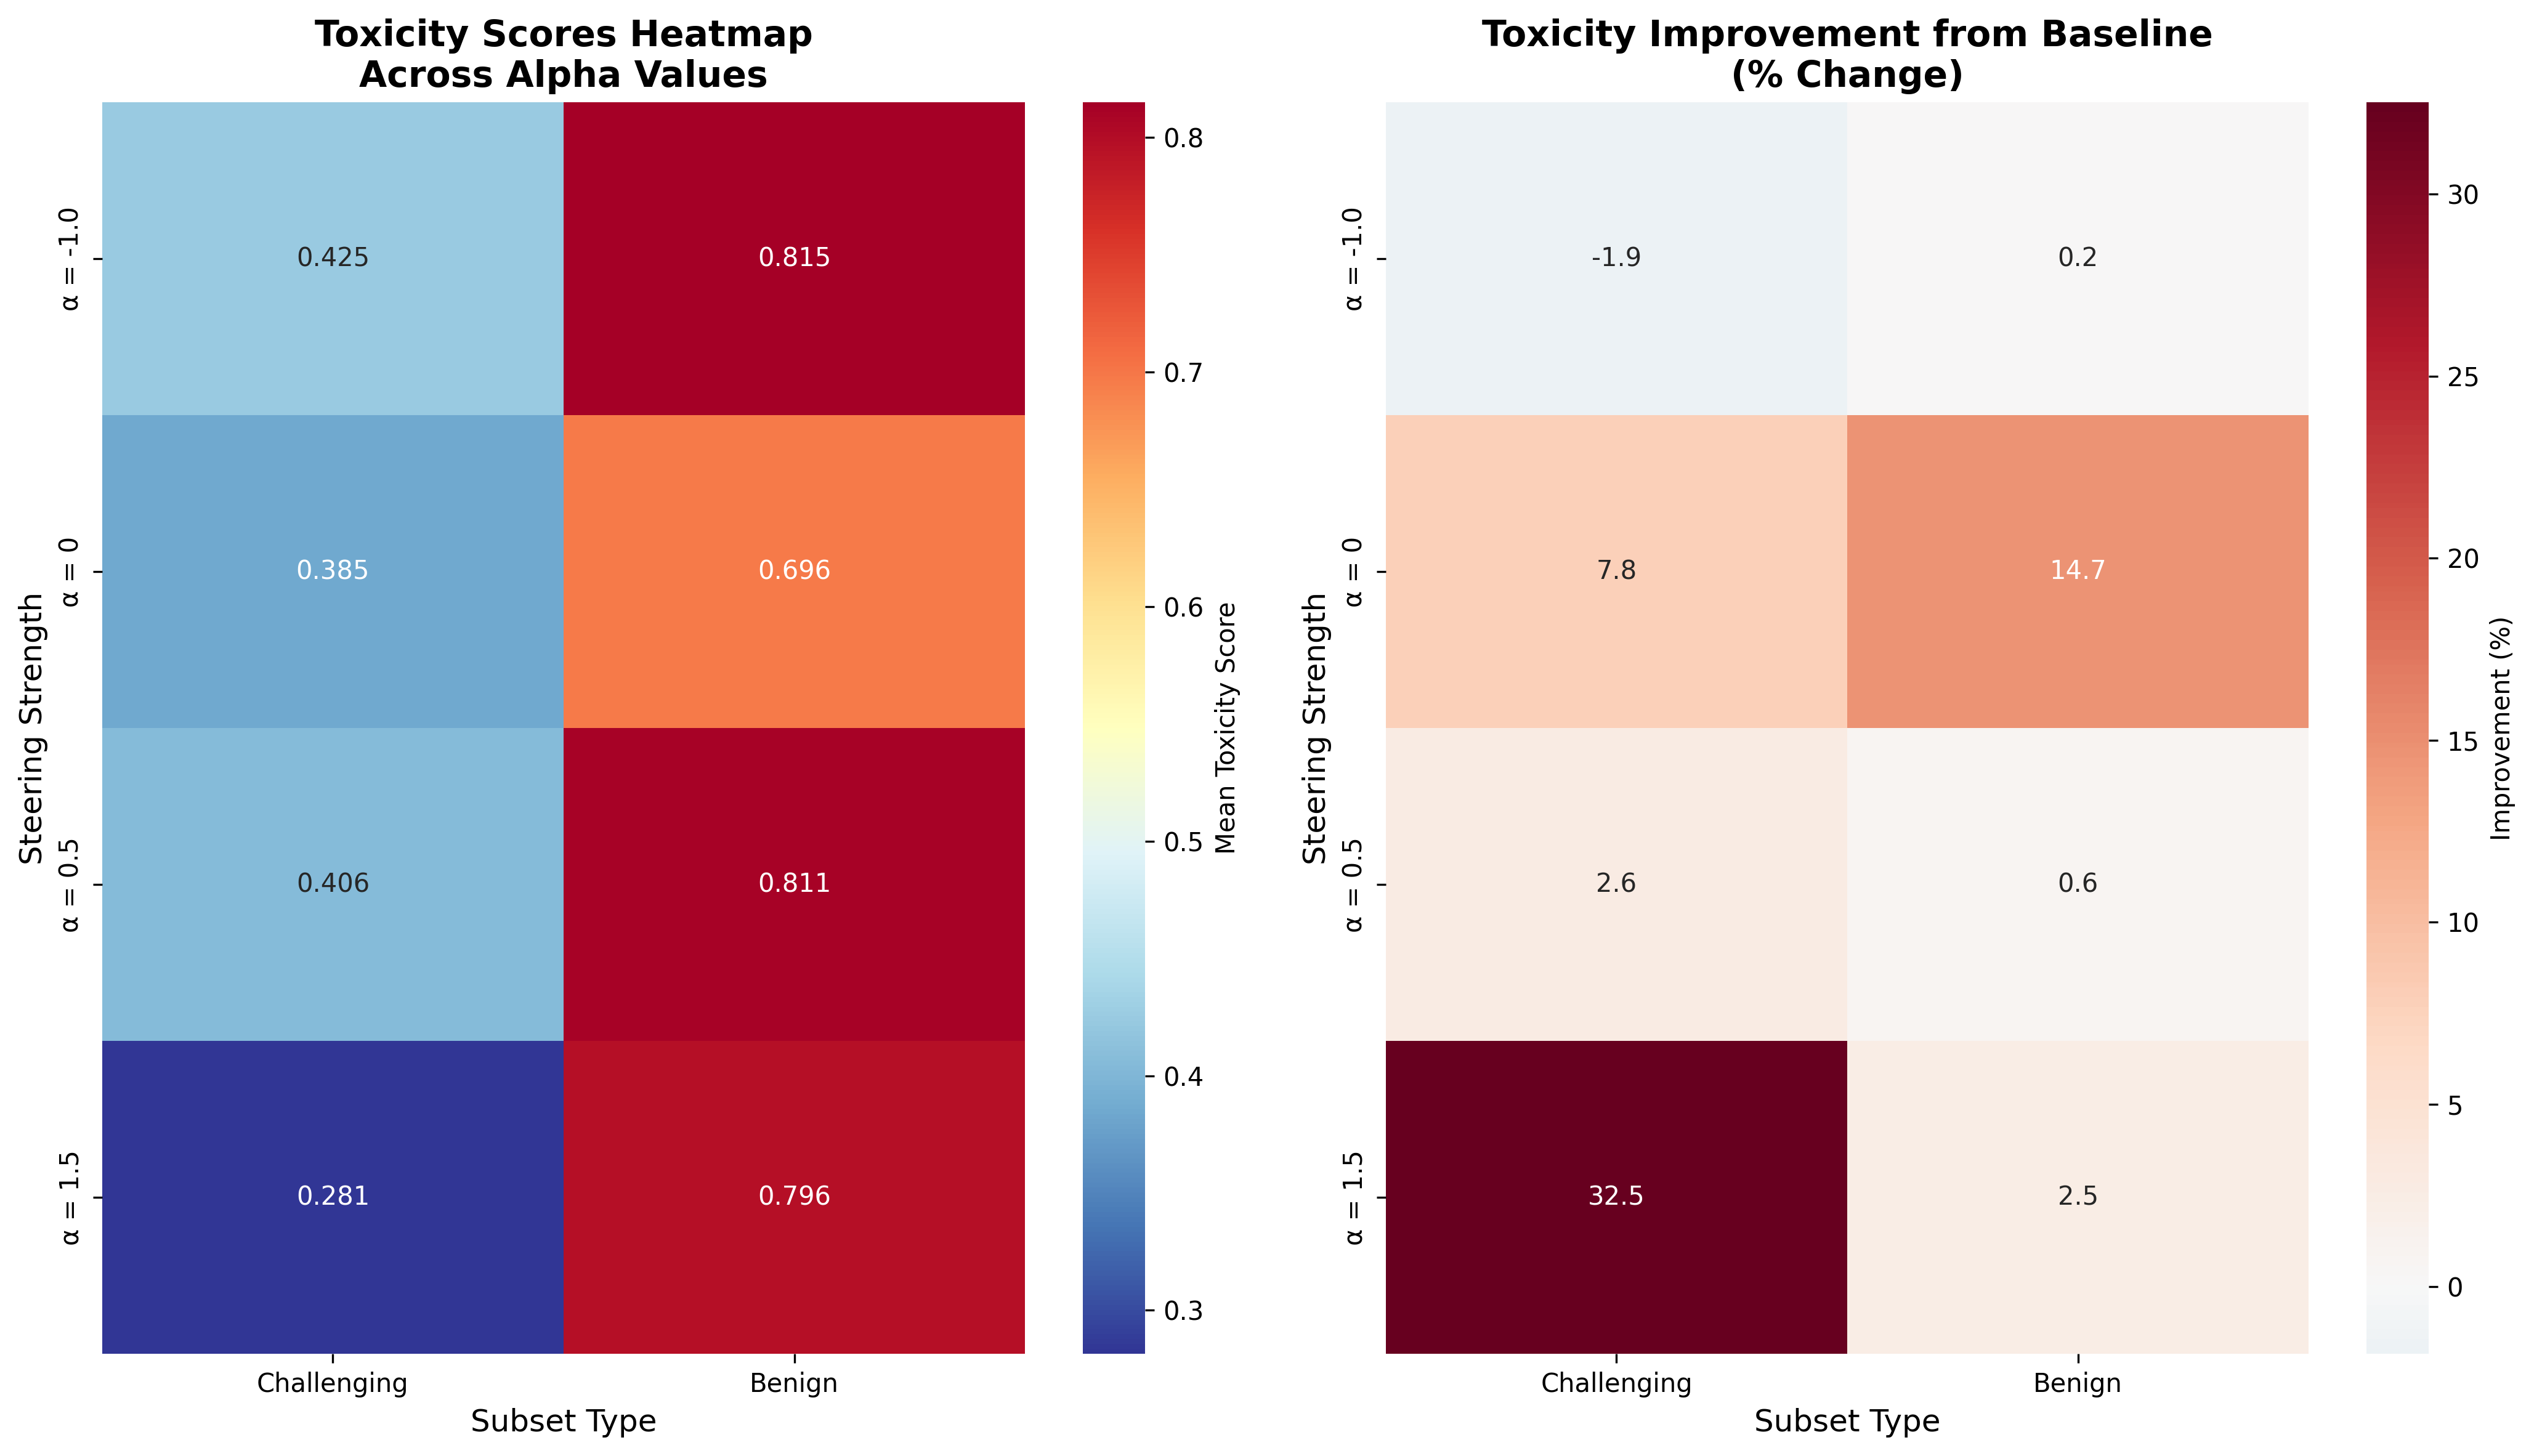 Toxicity Scores Heatmap
Across Alpha Values
Steering Strength
α = -1.0
0.425
0.815
α = 0
0.385
0.696
α = 0.5
0.406
0.811
α = 1.5
0.281
0.796
Challenging
Benign
Subset Type
0.8
0.7
0.6
0.5
0.4
0.3
Mean Toxicity Score
Toxicity Improvement from Baseline
(% Change)
Steering Strength
α = -1.0
-1.9
0.2
α = 0
7.8
14.7
α = 0.5
2.6
0.6
α = 1.5
32.5
2.5
Challenging
Benign
Subset Type
30
25
20
15
10
5
0
Improvement (%)